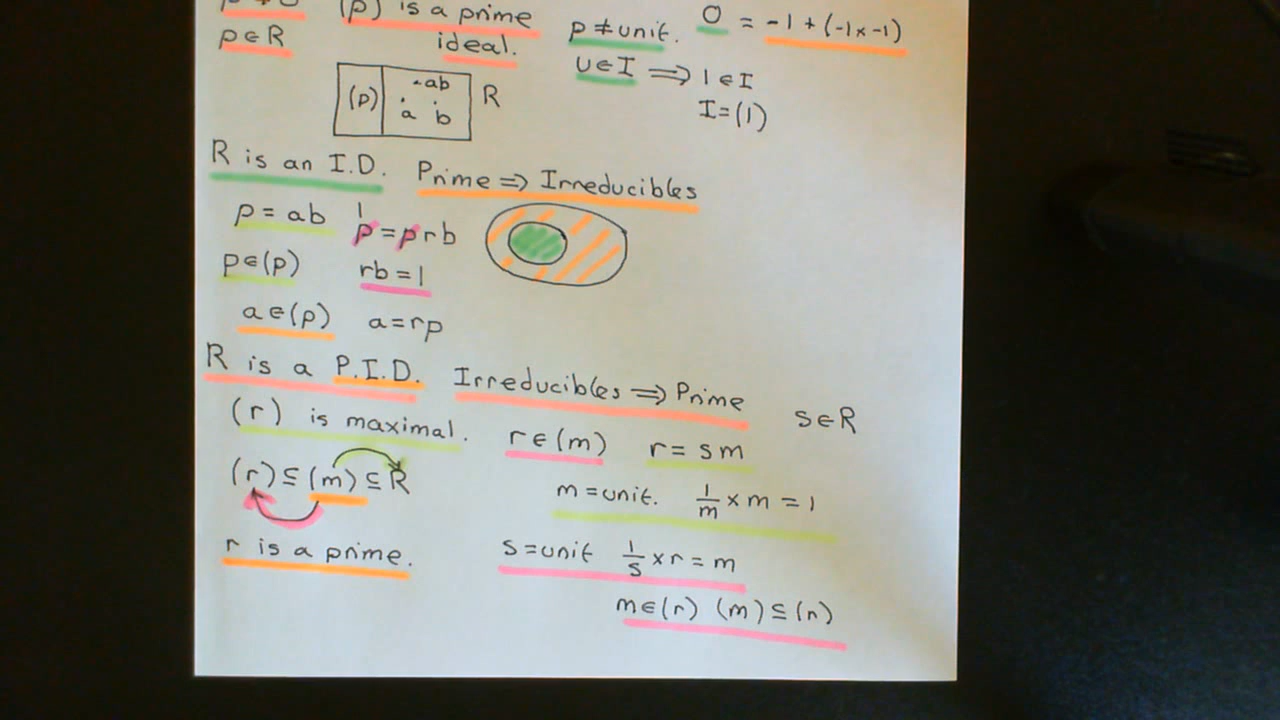 (p) is a prime ideal.
p∈R
p≠unit.
0 = -1+(-1x-1)
u∈I ⟹ 1∈I
I=(1)
(p) ·ab a b R
R is an I.D. Prime ⟹ Irreducibles
p=ab 1 p=prb
p∈(p) rb=1
a∈(p) a=rp
R is a P.I.D. Irreducibles ⟹ Prime s∈R
(r) is maximal. r∈(m) r=sm
(r)⊆(m)⊆R m=unit. 1/m × m = 1
r is a prime. s=unit 1/s × r = m
m∈(r) (m)⊆(r)